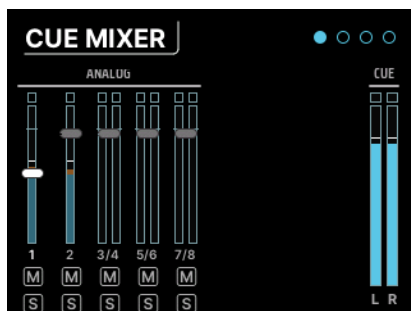 CUE MIXER
ANALOG
CUE
1 2 3/4 5/6 7/8
M M M M M
S S S S S
L R